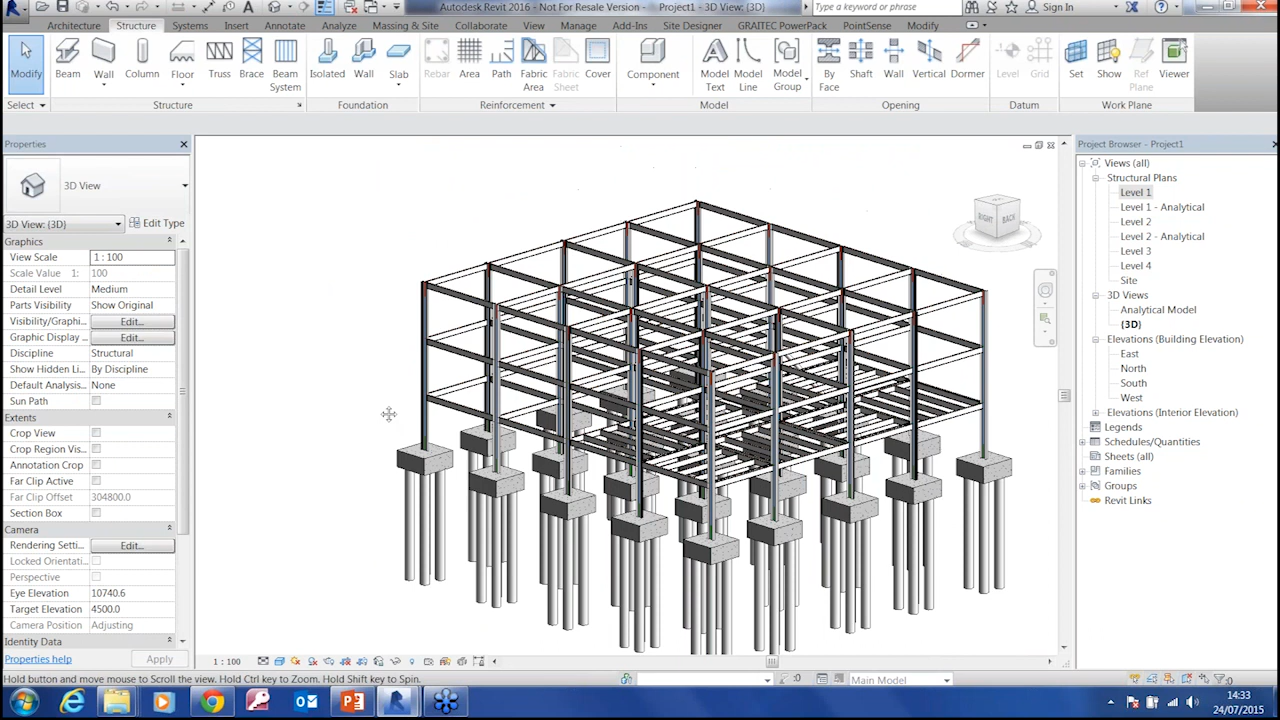 Autodesk Revit 2016 - Not For Resale Version - Project1 - 3D View: {3D}
Type a keyword or phrase
Sign In
Architecture Structure Systems Insert Annotate Analyze Massing & Site Collaborate View Manage Add-Ins Site Designer GRAITEC PowerPack PointSense Modify
Modify Beam Wall Column Floor Truss Brace Beam System Isolated Wall Slab Rebar Area Path Fabric Area Fabric Sheet Cover Component Model Text Model Line Model Group By Face Shaft Wall Vertical Dormer Level Grid Set Show Ref Plane Viewer
Select Structure Foundation Reinforcement Model Opening Datum Work Plane
Properties
3D View
3D View: {3D} Edit Type
Graphics
View Scale 1 : 100
Scale Value 1: 100
Detail Level Medium
Parts Visibility Show Original
Visibility/Graphi... Edit...
Graphic Display ... Edit...
Discipline Structural
Show Hidden Li... By Discipline
Default Analysis... None
Sun Path
Extents
Crop View
Crop Region Vis...
Annotation Crop
Far Clip Active
Far Clip Offset 304800.0
Section Box
Camera
Rendering Setti... Edit...
Locked Orientati...
Perspective
Eye Elevation 10740.6
Target Elevation 4500.0
Camera Position Adjusting
Identity Data
Properties help Apply
RIGHT BACK
1 : 100
Project Browser - Project1
Views (all)
Structural Plans
Level 1
Level 1 - Analytical
Level 2
Level 2 - Analytical
Level 3
Level 4
Site
3D Views
Analytical Model
{3D}
Elevations (Building Elevation)
East
North
South
West
Elevations (Interior Elevation)
Legends
Schedules/Quantities
Sheets (all)
Families
Groups
Revit Links
Hold button and move mouse to Scroll the view. Hold Ctrl key to Zoom. Hold Shift key to Spin.
:0 Main Model :0
14:33
24/07/2015